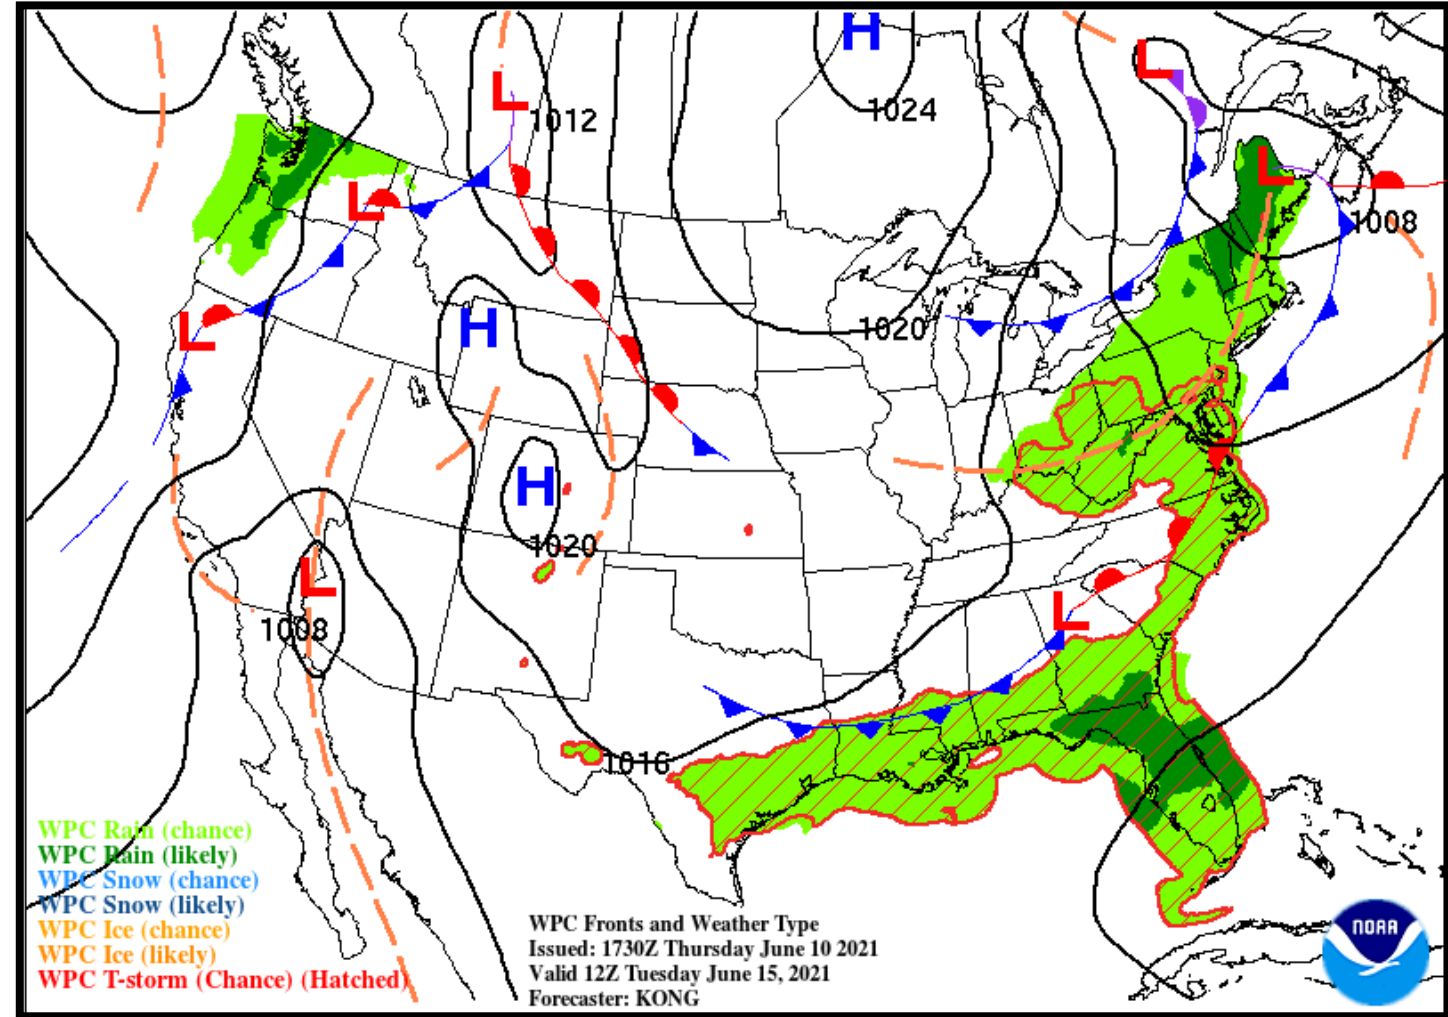 H
L
L
1012
1024
L
L
1008
1020
H
L
H
1020
L
1008
L
1016
WPC Rain (chance)
WPC Rain (likely)
WPC Snow (chance)
WPC Snow (likely)
WPC Ice (chance)
WPC Ice (likely)
WPC T-storm (Chance) (Hatched)
WPC Fronts and Weather Type
Issued: 1730Z Thursday June 10 2021
Valid 12Z Tuesday June 15, 2021
Forecaster: KONG
NOAA